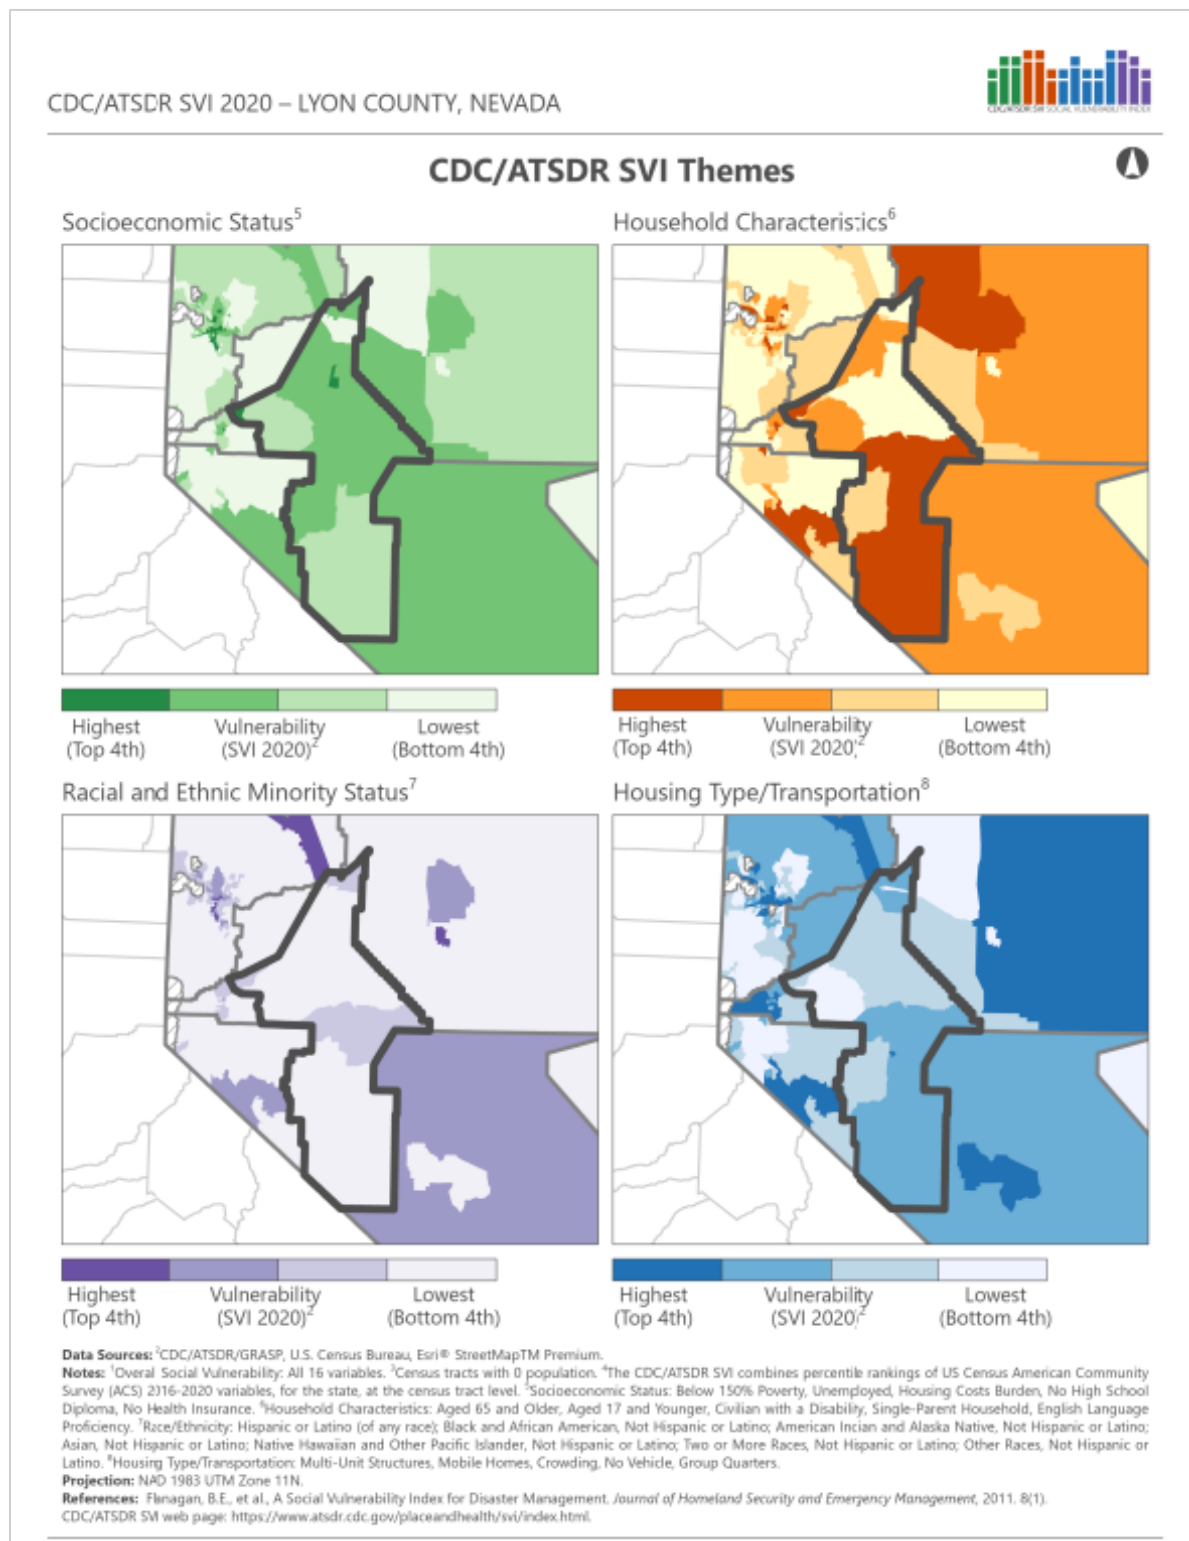 CDC/ATSDR SVI 2020 – LYON COUNTY, NEVADA
CDC/ATSDR SVI SOCIAL VULNERABILITY INDEX
CDC/ATSDR SVI Themes
Socioeconomic Status5
Household Characteristics6
Highest
(Top 4th)
Vulnerability
(SVI 2020)2
Lowest
(Bottom 4th)
Highest
(Top 4th)
Vulnerability
(SVI 2020)2
Lowest
(Bottom 4th)
Racial and Ethnic Minority Status7
Housing Type/Transportation8
Highest
(Top 4th)
Vulnerability
(SVI 2020)2
Lowest
(Bottom 4th)
Highest
(Top 4th)
Vulnerability
(SVI 2020)2
Lowest
(Bottom 4th)
Data Sources: 2CDC/ATSDR/GRASP, U.S. Census Bureau, Esri® StreetMapTM Premium.
Notes: 1Overal Social Vulnerability: All 16 variables. 3Census tracts with 0 population. 4The CDC/ATSDR SVI combines percentile rankings of US Census American Community
Survey (ACS) 2016-2020 variables, for the state, at the census tract level. 5Socioeconomic Status: Below 150% Poverty, Unemployed, Housing Costs Burden, No High School
Diploma, No Health Insurance. 6Household Characteristics: Aged 65 and Older, Aged 17 and Younger, Civilian with a Disability, Single-Parent Household, English Language
Proficiency. 7Race/Ethnicity: Hispanic or Latino (of any race); Black and African American, Not Hispanic or Latino; American Incian and Alaska Native, Not Hispanic or Latino;
Asian, Not Hispanic or Latino; Native Hawaiian and Other Pacific Islander, Not Hispanic or Latino; Two or More Races, Not Hispanic or Latino; Other Races, Not Hispanic or
Latino. 8Housing Type/Transportation: Multi-Unit Structures, Mobile Homes, Crowding, No Vehicle, Group Quarters.
Projection: NAD 1983 UTM Zone 11N.
References: Flanagan, B.E., et al., A Social Vulnerability Index for Disaster Management. Journal of Homeland Security and Emergency Management, 2011. 8(1).
CDC/ATSDR SVI web page: https://www.atsdr.cdc.gov/placeandhealth/svi/index.html.